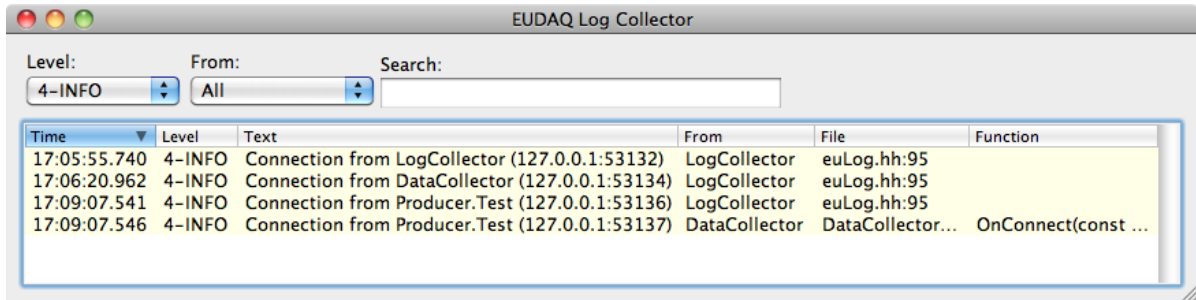 EUDAQ Log Collector
Level: From: Search:
4-INFO All
Time Level Text From File Function
17:05:55.740 4-INFO Connection from LogCollector (127.0.0.1:53132) LogCollector euLog.hh:95
17:06:20.962 4-INFO Connection from DataCollector (127.0.0.1:53134) LogCollector euLog.hh:95
17:09:07.541 4-INFO Connection from Producer.Test (127.0.0.1:53136) LogCollector euLog.hh:95
17:09:07.546 4-INFO Connection from Producer.Test (127.0.0.1:53137) DataCollector DataCollector... OnConnect(const ...